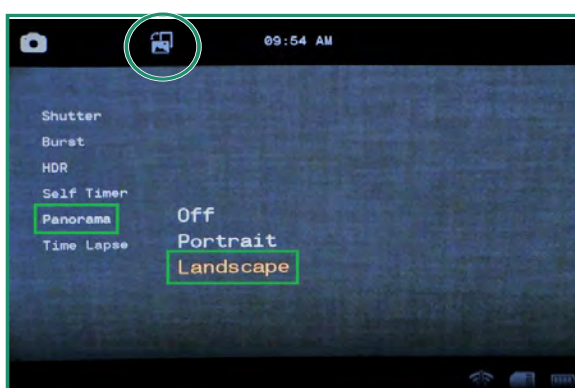 09:54 AM
Shutter
Burst
HDR
Self Timer
Panorama
Time Lapse
Off
Portrait
Landscape